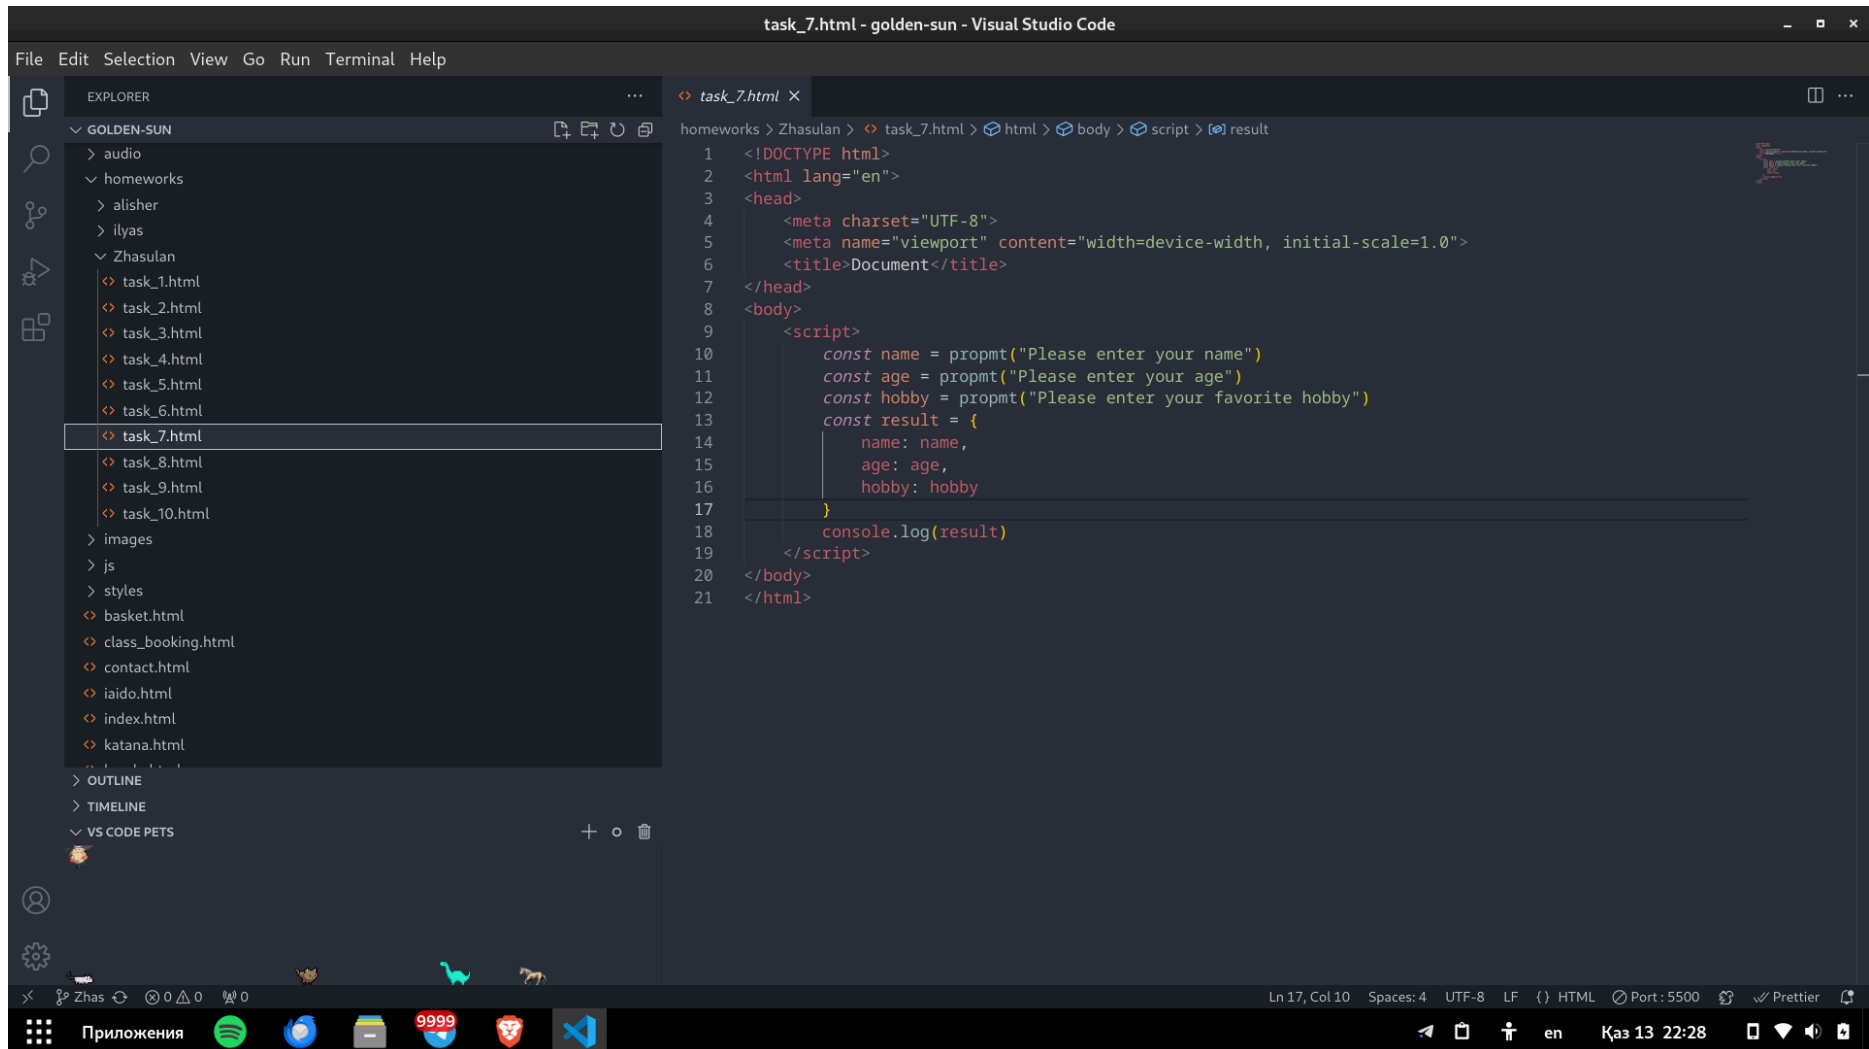 task_7.html - golden-sun - Visual Studio Code
File Edit Selection View Go Run Terminal Help
EXPLORER
GOLDEN-SUN
audio
homeworks
alisher
ilyas
Zhasulan
task_1.html
task_2.html
task_3.html
task_4.html
task_5.html
task_6.html
task_7.html
task_8.html
task_9.html
task_10.html
images
js
styles
basket.html
class_booking.html
contact.html
iaido.html
index.html
katana.html
OUTLINE
TIMELINE
VS CODE PETS
task_7.html
homeworks > Zhasulan > task_7.html > html > body > script > result
1 <!DOCTYPE html>
2 <html lang="en">
3 <head>
4 <meta charset="UTF-8">
5 <meta name="viewport" content="width=device-width, initial-scale=1.0">
6 <title>Document</title>
7 </head>
8 <body>
9 <script>
10 const name = propmt("Please enter your name")
11 const age = propmt("Please enter your age")
12 const hobby = propmt("Please enter your favorite hobby")
13 const result = {
14 name: name,
15 age: age,
16 hobby: hobby
17 }
18 console.log(result)
19 </script>
20 </body>
21 </html>
Zhas 0 0 0 Ln 17, Col 10 Spaces: 4 UTF-8 LF {} HTML Port : 5500 Prettier
Приложения 9999 en Қаз 13 22:28